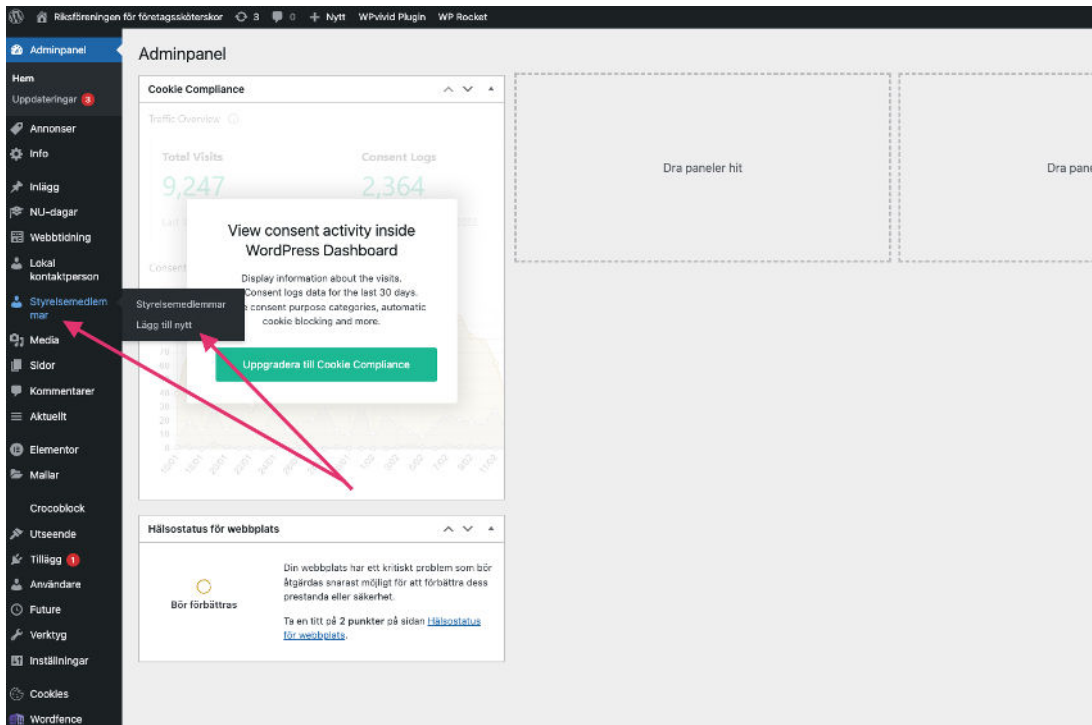 Riksföreningen för företagssköterskor 3 0 + Nytt WPvivid Plugin WP Rocket
Adminpanel
Hem
Uppdateringar 3
Annonser
Info
Inlägg
NU-dagar
Webbtidning
Lokal
kontaktperson
Styrelsemedlem
mar
Media
Sidor
Kommentarer
Aktuellt
Elementor
Mallar
Crocoblock
Utseende
Tillägg 1
Användare
Future
Verktyg
Inställningar
Cookies
Wordfence
Styrelsemedlemmar
Lägg till nytt
Adminpanel
Cookie Compliance
Traffic Overview
Total Visits Consent Logs
9,247 2,364
View consent activity inside
WordPress Dashboard
Consent
Display information about the visits.
Consent logs data for the last 30 days.
consent purpose categories, automatic
cookie blocking and more.
Uppgradera till Cookie Compliance
Hälsostatus för webbplats
Bör förbättras
Din webbplats har ett kritiskt problem som bör
åtgärdas snarast möjligt för att förbättra dess
prestanda eller säkerhet.
Ta en titt på 2 punkter på sidan Hälsostatus
för webbplats.
Dra paneler hit
Dra pane